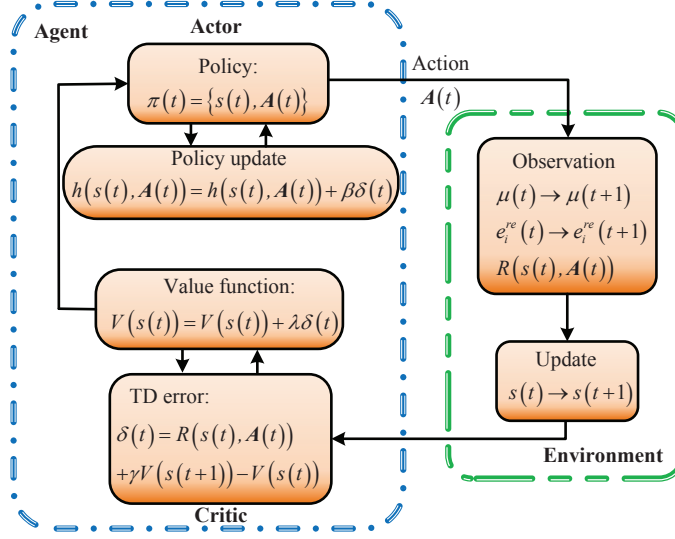 Agent
Actor
Policy:
π(t) = {s(t), A(t)}
Policy update
h(s(t), A(t)) = h(s(t), A(t)) + βδ(t)
Value function:
V(s(t)) = V(s(t)) + λδ(t)
TD error:
δ(t) = R(s(t), A(t))
+γV(s(t+1)) − V(s(t))
Critic
Action
A(t)
Observation
μ(t) → μ(t+1)
e_i^{re}(t) → e_i^{re}(t+1)
R(s(t), A(t))
Update
s(t) → s(t+1)
Environment